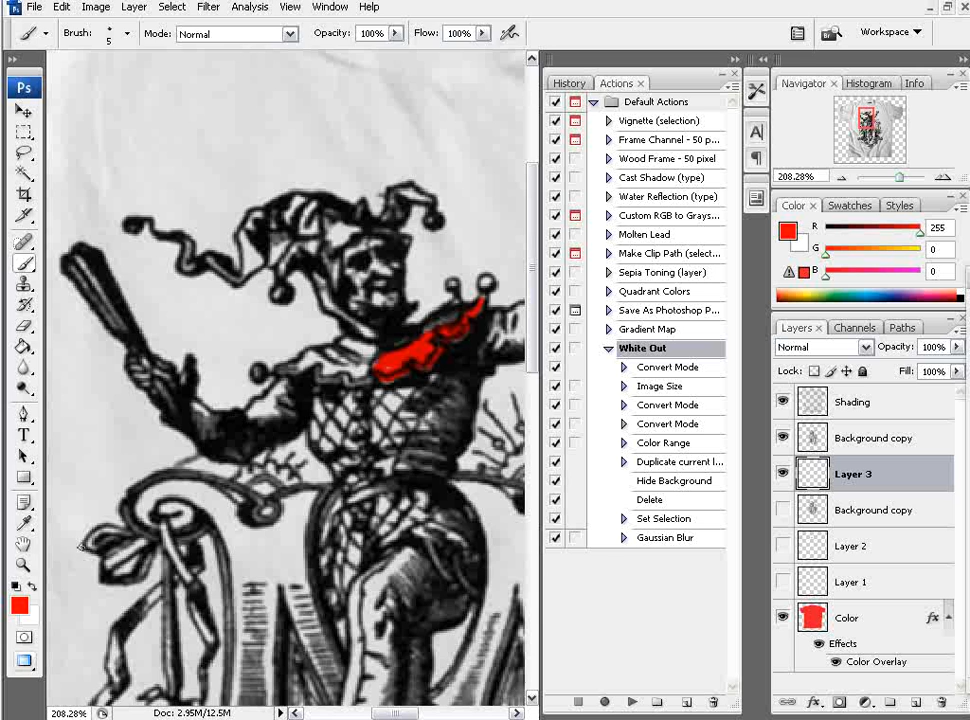 Ps File Edit Image Layer Select Filter Analysis View Window Help
Brush: 5 Mode: Normal Opacity: 100% Flow: 100% Workspace
Ps
History Actions
Default Actions
Vignette (selection)
Frame Channel - 50 p...
Wood Frame - 50 pixel
Cast Shadow (type)
Water Reflection (type)
Custom RGB to Grays...
Molten Lead
Make Clip Path (select...
Sepia Toning (layer)
Quadrant Colors
Save As Photoshop P...
Gradient Map
White Out
Convert Mode
Image Size
Convert Mode
Convert Mode
Color Range
Duplicate current l...
Hide Background
Delete
Set Selection
Gaussian Blur
Navigator Histogram Info
208.28%
Color Swatches Styles
R 255
G 0
B 0
Layers Channels Paths
Normal Opacity: 100%
Lock: Fill: 100%
Shading
Background copy
Layer 3
Background copy
Layer 2
Layer 1
Color fx
Effects
Color Overlay
208.28% Doc: 2.95M/12.5M